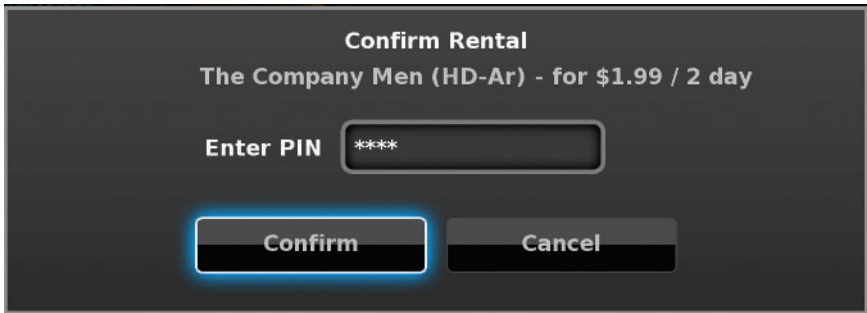 Confirm Rental
The Company Men (HD-Ar) - for $1.99 / 2 day
Enter PIN ****
Confirm Cancel